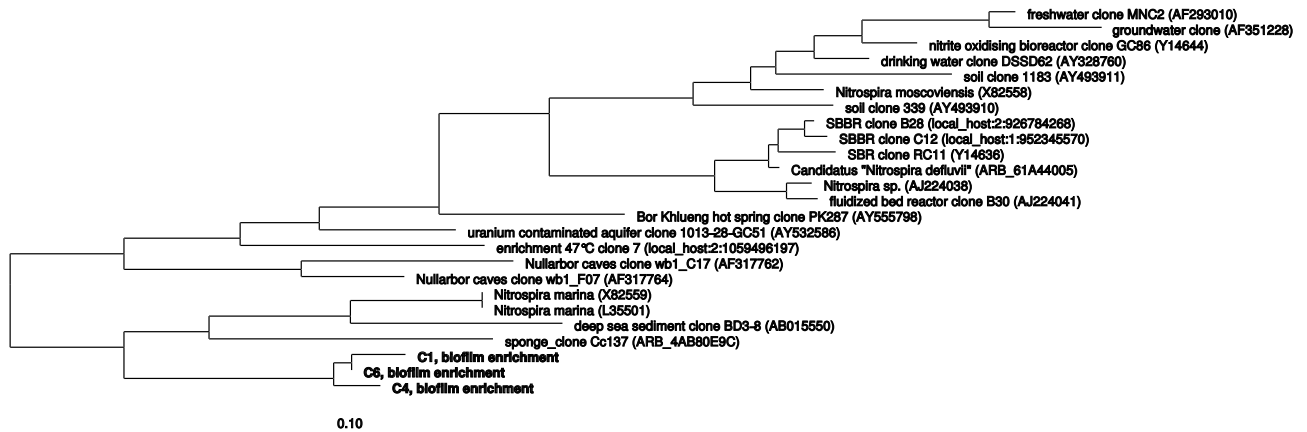 freshwater clone MNC2 (AF293010)
groundwater clone (AF351228)
nitrite oxidising bioreactor clone GC86 (Y14644)
drinking water clone DSSD62 (AY328760)
soil clone 1183 (AY493911)
Nitrospira moscoviensis (X82558)
soil clone 339 (AY493910)
SBBR clone B28 (local_host:2:926784268)
SBBR clone C12 (local_host:1:952345570)
SBR clone RC11 (Y14636)
Candidatus "Nitrospira defluvii" (ARB_61A44005)
Nitrospira sp. (AJ224038)
fluidized bed reactor clone B30 (AJ224041)
Bor Khlueng hot spring clone PK287 (AY555798)
uranium contaminated aquifer clone 1013-28-GC51 (AY532586)
enrichment 47°C clone 7 (local_host:2:1059496197)
Nullarbor caves clone wb1_C17 (AF317762)
Nullarbor caves clone wb1_F07 (AF317764)
Nitrospira marina (X82559)
Nitrospira marina (L35501)
deep sea sediment clone BD3-8 (AB015550)
sponge_clone Cc137 (ARB_4AB80E9C)
C1, biofilm enrichment
C6, biofilm enrichment
C4, biofilm enrichment
0.10